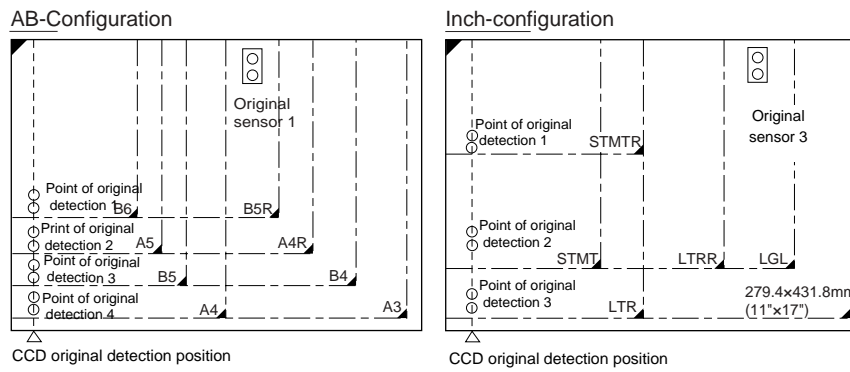 AB-Configuration
Original
sensor 1
Point of original
detection 1
B6
B5R
Print of original
detection 2
A5
A4R
Point of original
detection 3
B5
B4
Point of original
detection 4
A4
A3
CCD original detection position
Inch-configuration
Original
sensor 3
Point of original
detection 1
STMTR
Point of original
detection 2
STMT
LTRR
LGL
Point of original
detection 3
LTR
279.4×431.8mm
(11"×17")
CCD original detection position